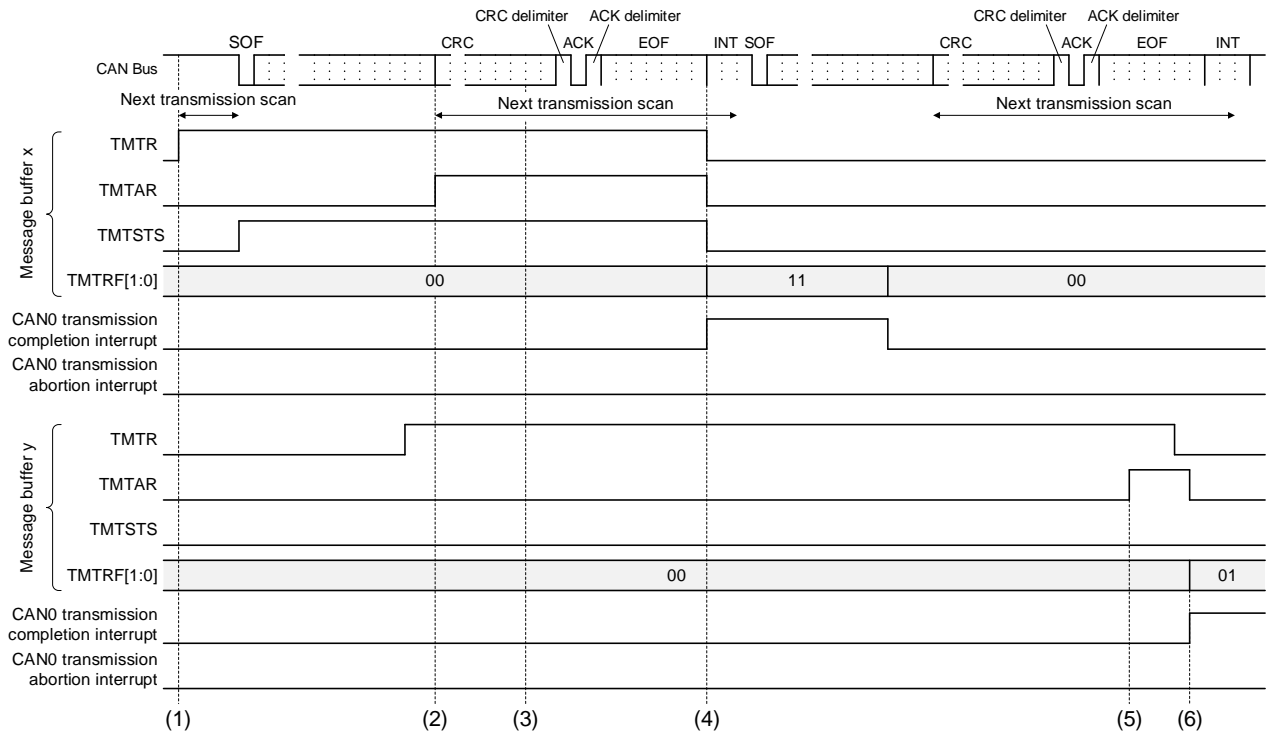 CRC delimiter ACK delimiter CRC delimiter ACK delimiter
SOF CRC ACK EOF INT SOF CRC ACK EOF INT
CAN Bus
Next transmission scan Next transmission scan Next transmission scan
Message buffer x
TMTR
TMTAR
TMTSTS
TMTRF[1:0] 00 11 00
CAN0 transmission
completion interrupt
CAN0 transmission
abortion interrupt
Message buffer y
TMTR
TMTAR
TMTSTS
TMTRF[1:0] 00 01
CAN0 transmission
completion interrupt
CAN0 transmission
abortion interrupt
(1) (2) (3) (4) (5) (6)